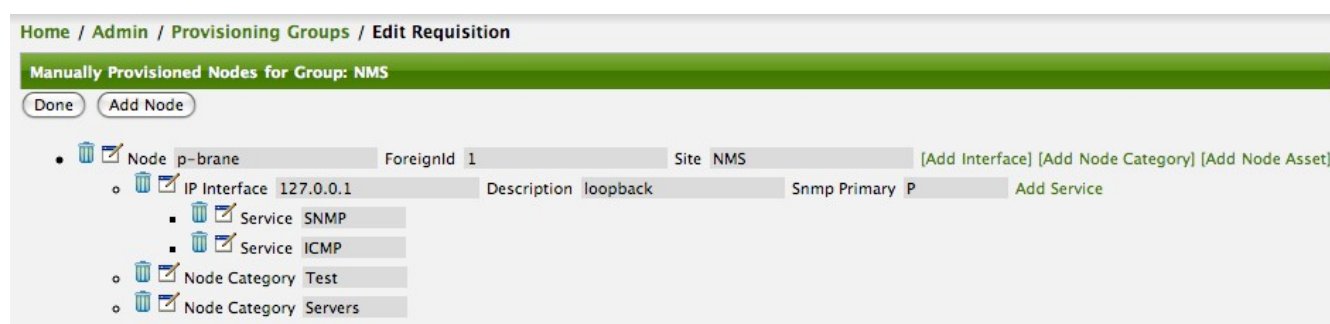 Home / Admin / Provisioning Groups / Edit Requisition
Manually Provisioned Nodes for Group: NMS
Done Add Node
Node p-brane ForeignId 1 Site NMS [Add Interface] [Add Node Category] [Add Node Asset]
IP Interface 127.0.0.1 Description loopback Snmp Primary P Add Service
Service SNMP
Service ICMP
Node Category Test
Node Category Servers